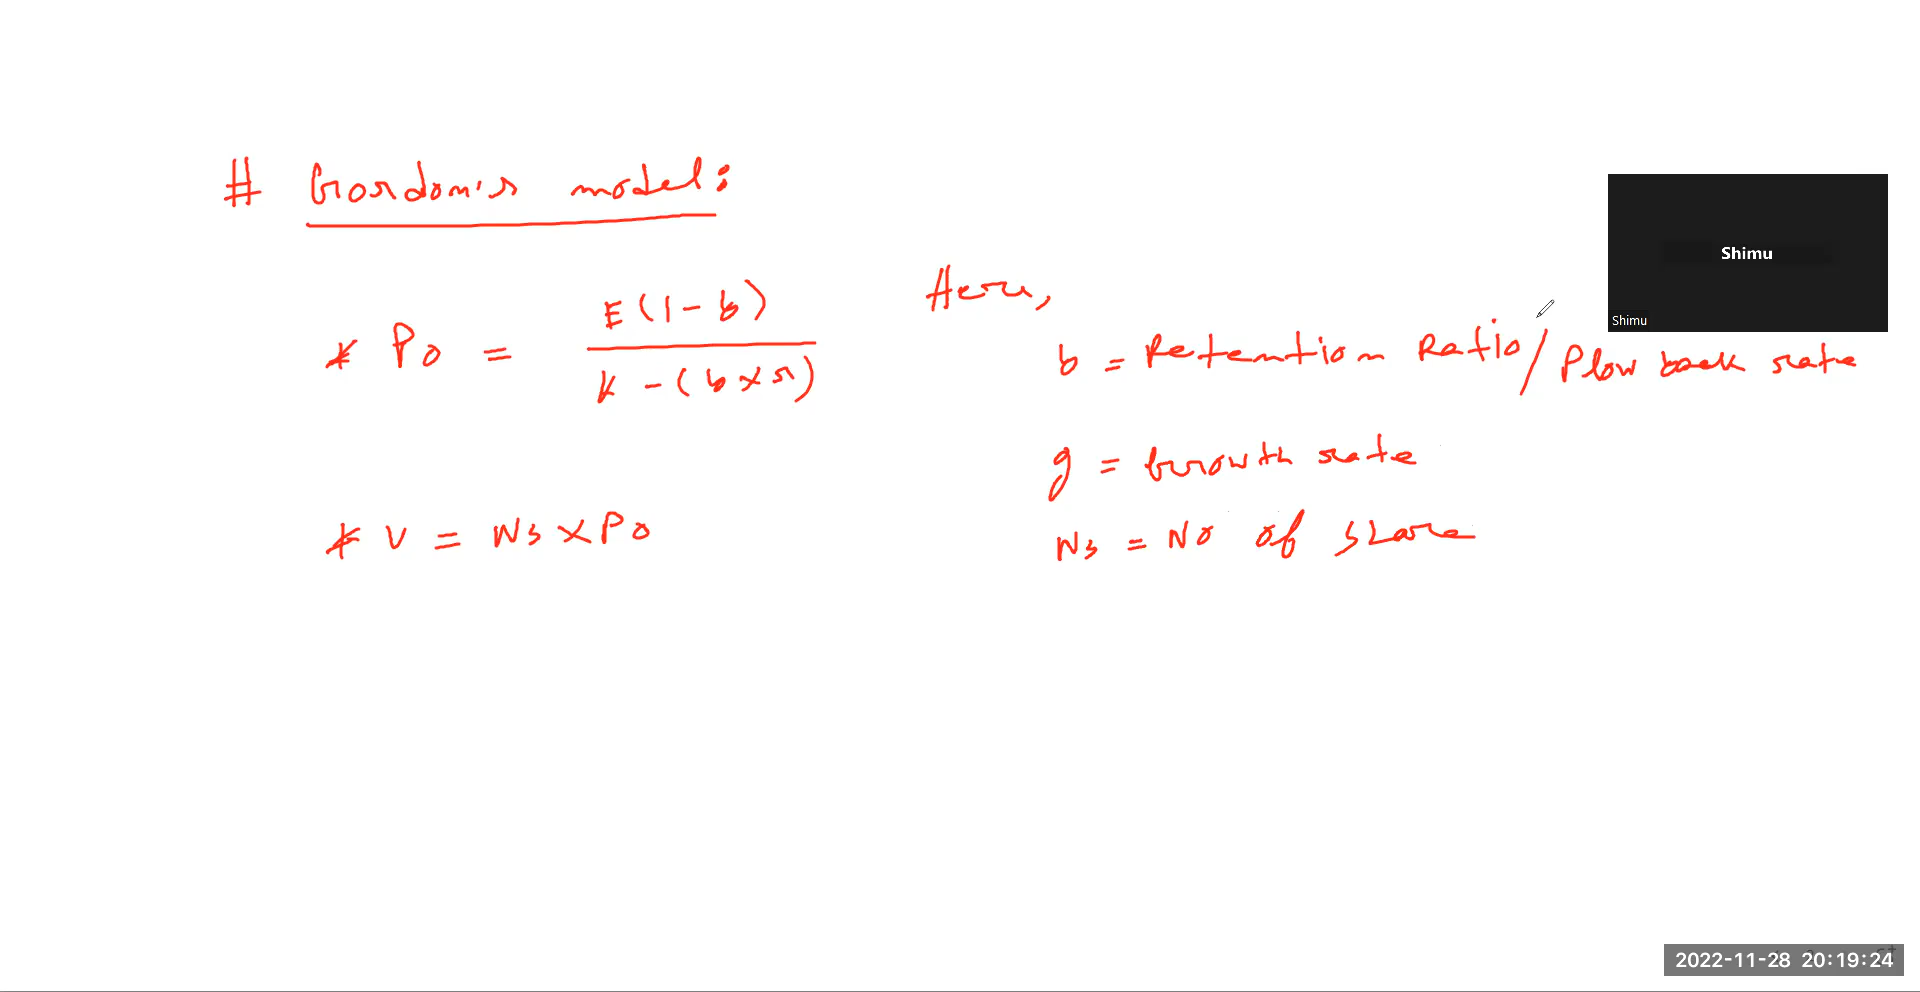 # Gordon's model:
Here,
* Po = E(1-b) / K-(b×r)
b = Retention Ratio/Plow back rate
g = Growth rate
* V = Ns×Po
Ns = No of share
Shimu
Shimu
2022-11-28 20:19:24